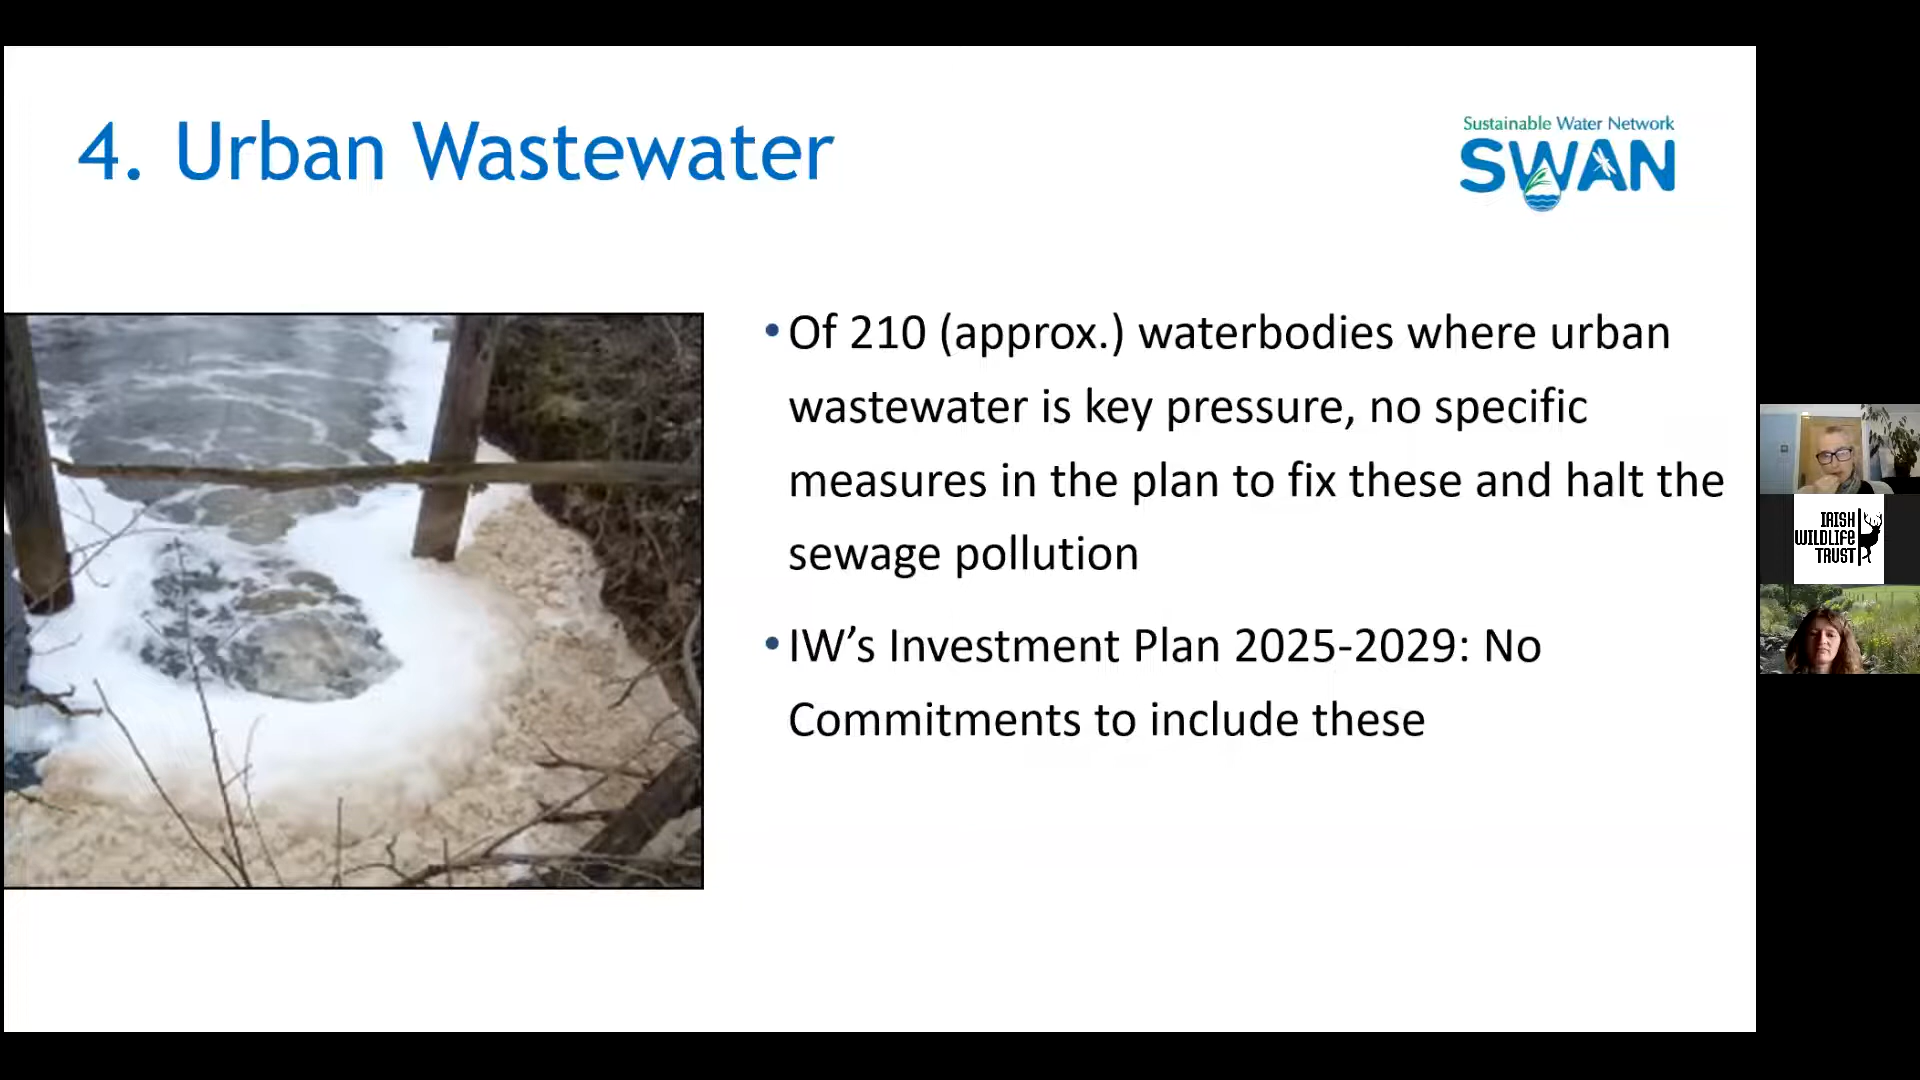 4. Urban Wastewater
Sustainable Water Network
SWAN
• Of 210 (approx.) waterbodies where urban
wastewater is key pressure, no specific
measures in the plan to fix these and halt the
sewage pollution
• IW’s Investment Plan 2025-2029: No
Commitments to include these
IRISH
WILDLIFE
TRUST